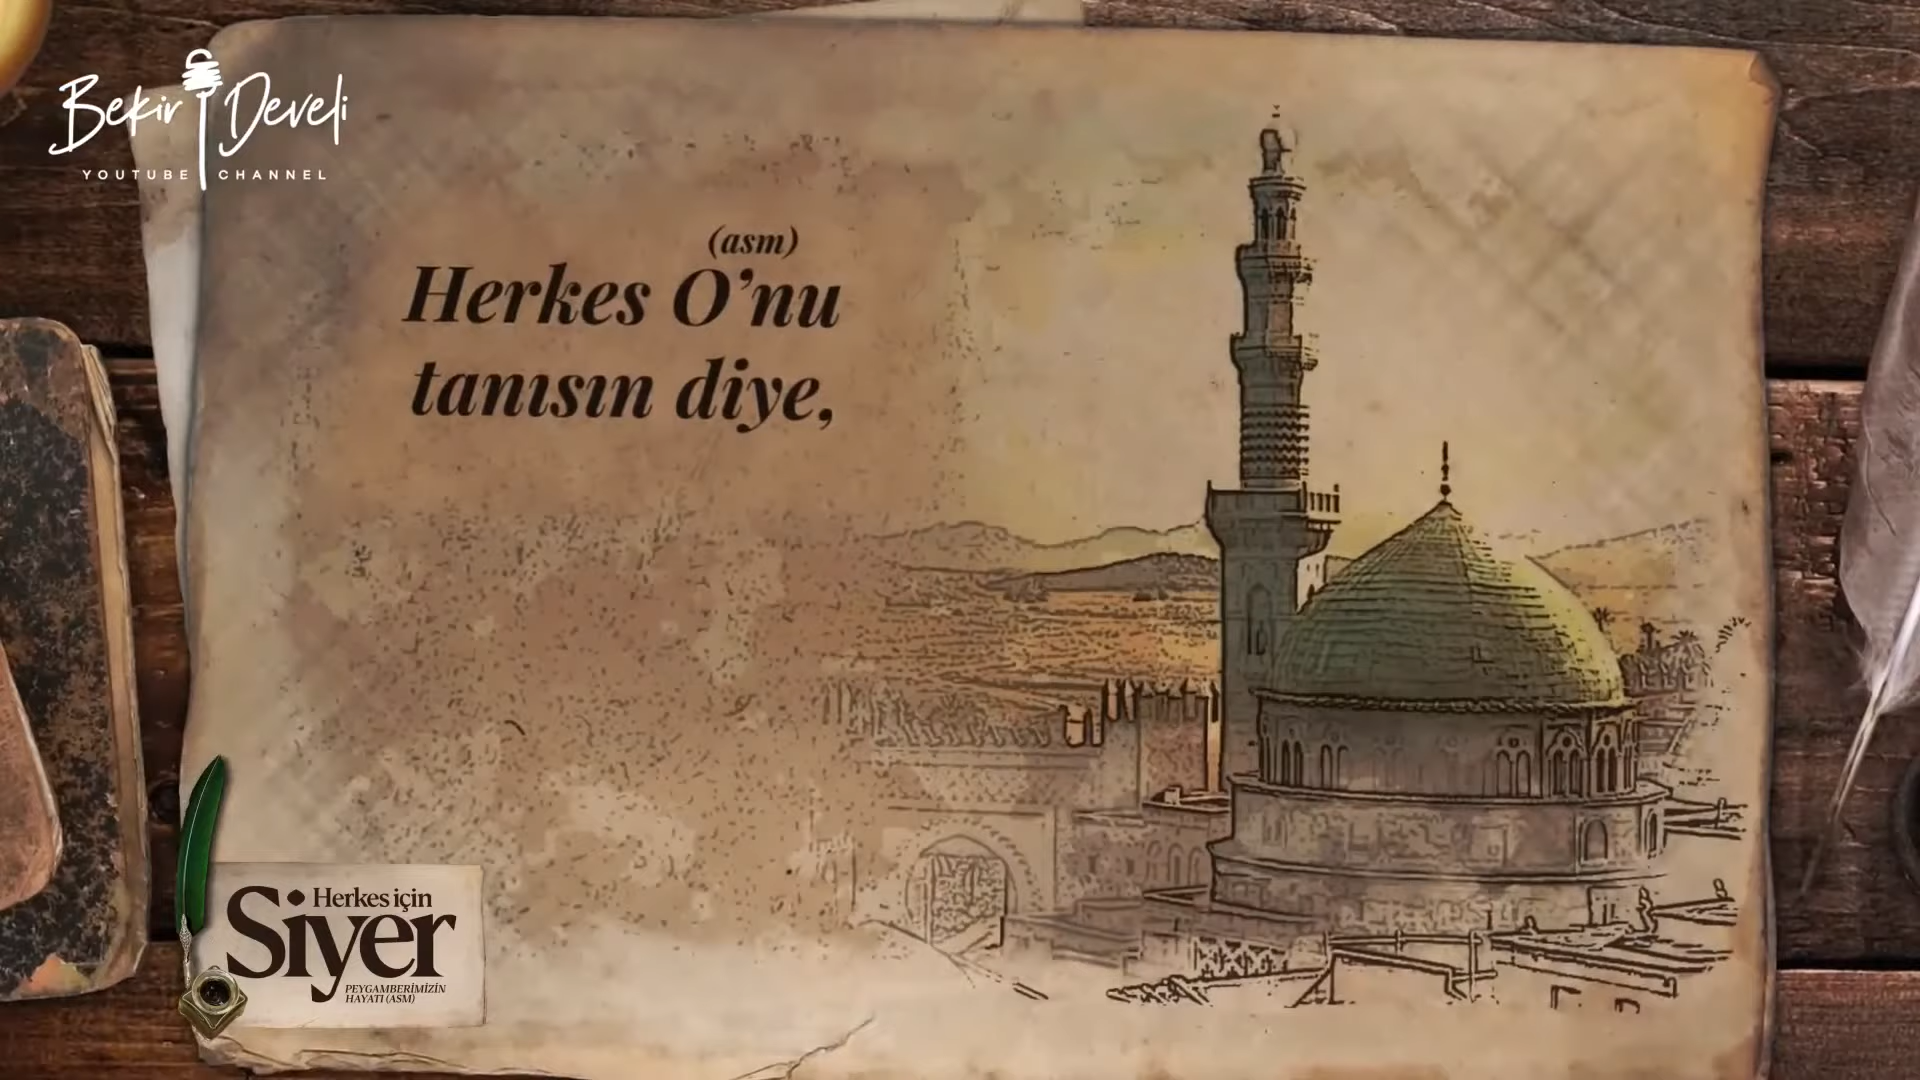 Bekir Develi
YOUTUBE CHANNEL
(asm)
Herkes O’nu
tanısın diye,
Herkes için
Siyer
PEYGAMBERİMİZİN
HAYATI (ASM)